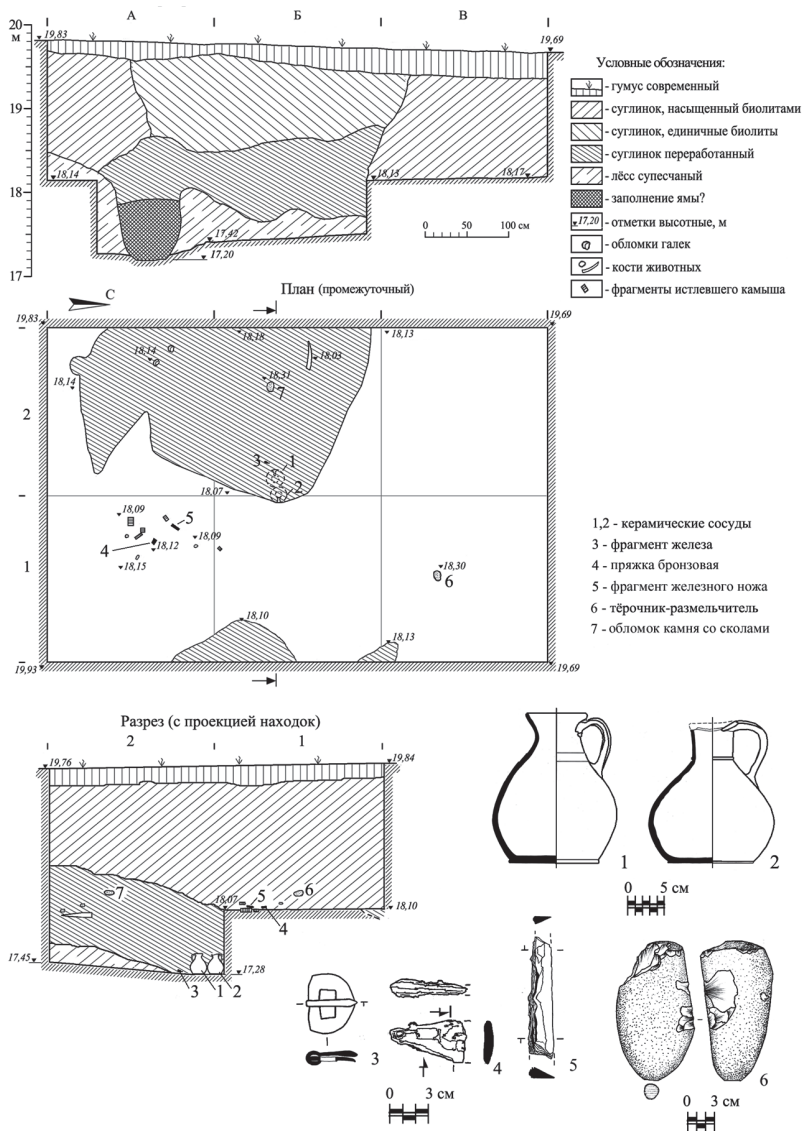 А Б В
20
м
19
18
17
19,83
19,69
18,14
18,13
18,17
17,42
17,20
0 50 100 см
Условные обозначения:
- гумус современный
- суглинок, насыщенный биолитами
- суглинок, единичные биолиты
- суглинок переработанный
- лёсс супесчаный
- заполнение ямы?
17,20 - отметки высотные, м
- обломки галек
- кости животных
- фрагменты истлевшего камыша
С
План (промежуточный)
19,83
19,69
18,18
18,13
18,14
18,03
18,14
18,31
7
2
3 1
2
18,07
18,09
5
18,09
4
18,12
18,15
1
18,30
6
18,10
18,13
19,93
19,69
1,2 - керамические сосуды
3 - фрагмент железа
4 - пряжка бронзовая
5 - фрагмент железного ножа
6 - тёрочник-размельчитель
7 - обломок камня со сколами
Разрез (с проекцией находок)
2 1
19,76
19,84
7
18,07
5
6
4
18,10
17,45
17,28
3 1 2
1
2
0 5 см
3
4
5
6
0 3 см
0 3 см